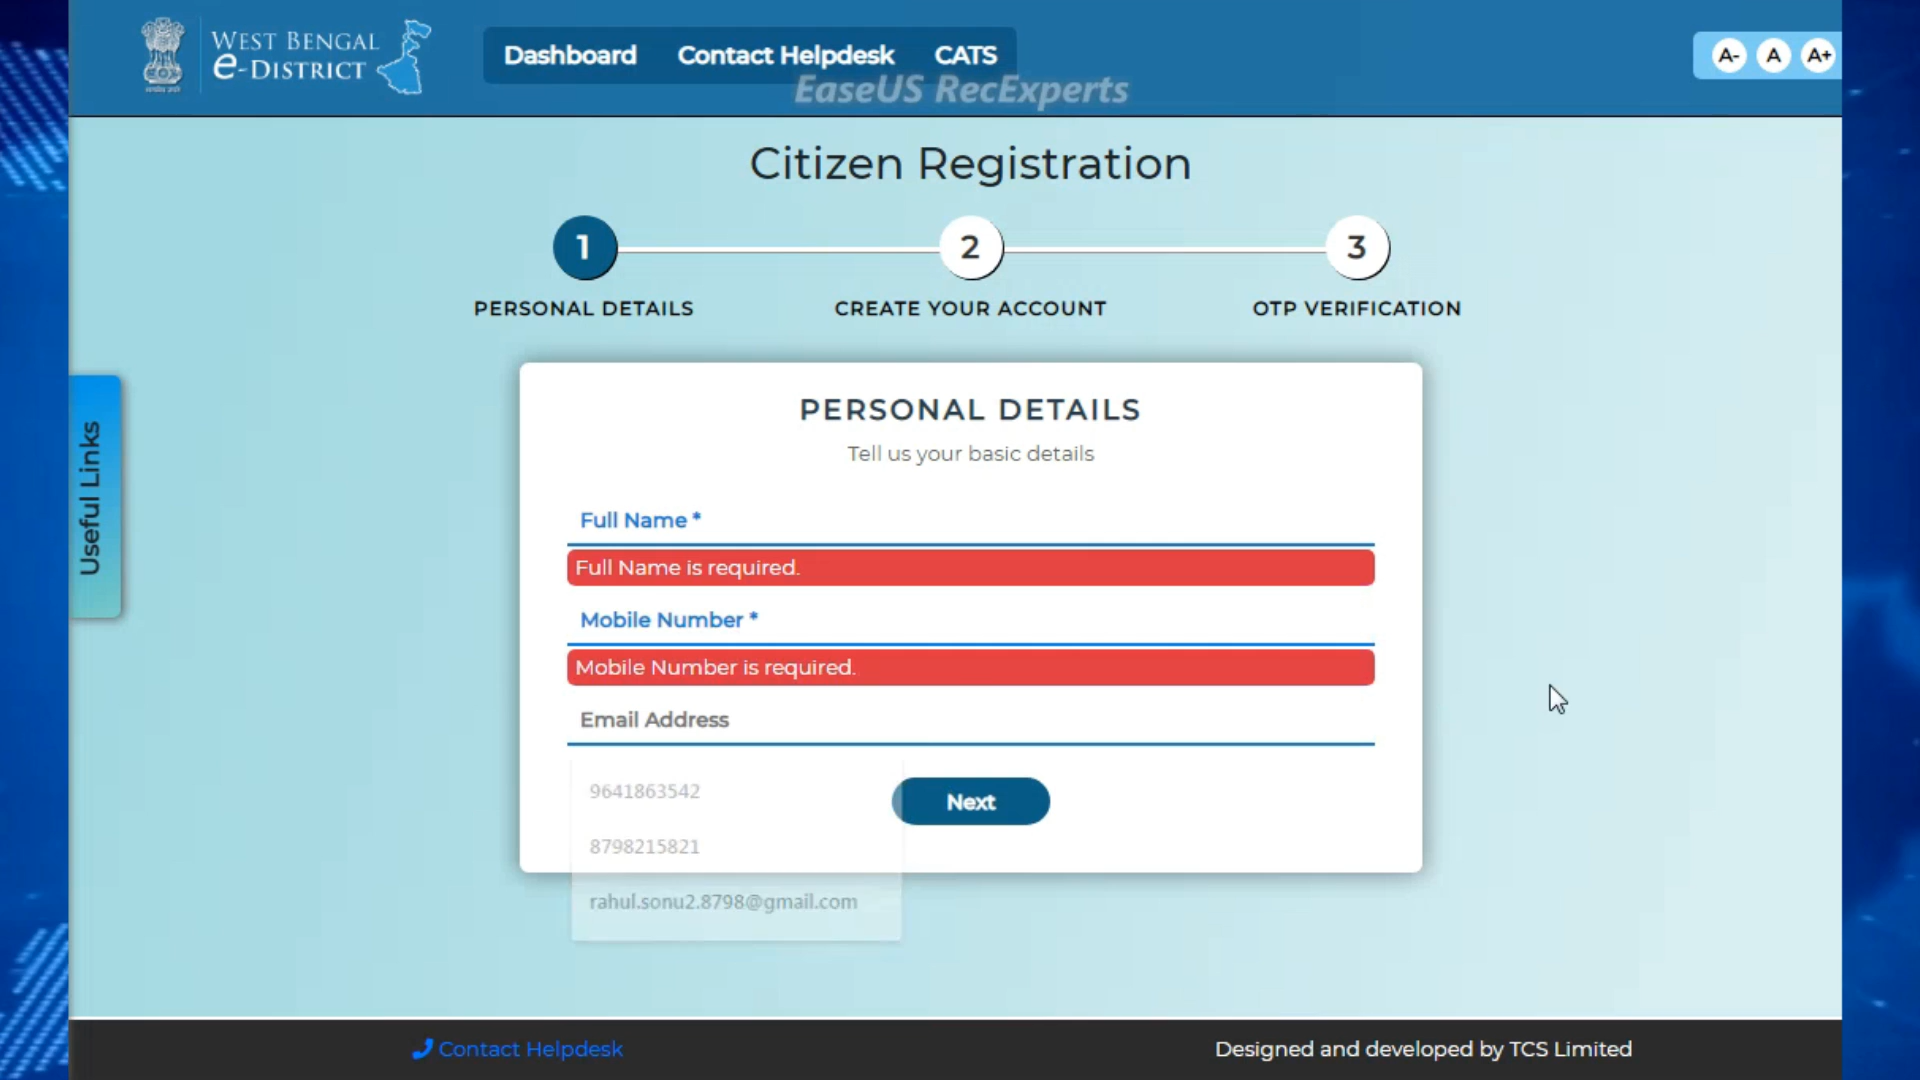 WEST BENGAL
e-DISTRICT
Dashboard
Contact Helpdesk
CATS
A-
A
A+
EaseUS RecExperts
Citizen Registration
1
2
3
PERSONAL DETAILS
CREATE YOUR ACCOUNT
OTP VERIFICATION
Useful Links
PERSONAL DETAILS
Tell us your basic details
Full Name *
Full Name is required.
Mobile Number *
Mobile Number is required.
Email Address
9641863542
Next
8798215821
rahul.sonu2.8798@gmail.com
Contact Helpdesk
Designed and developed by TCS Limited